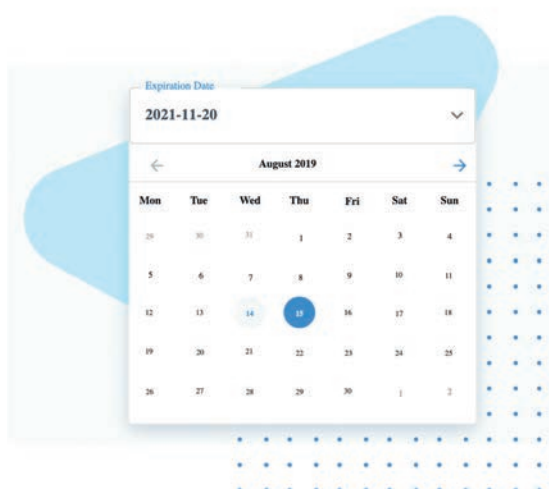 Expiration Date
2021-11-20
August 2019
Mon Tue Wed Thu Fri Sat Sun
29 30 31 1 2 3 4
5 6 7 8 9 10 11
12 13 14 15 16 17 18
19 20 21 22 23 24 25
26 27 28 29 30 1 2